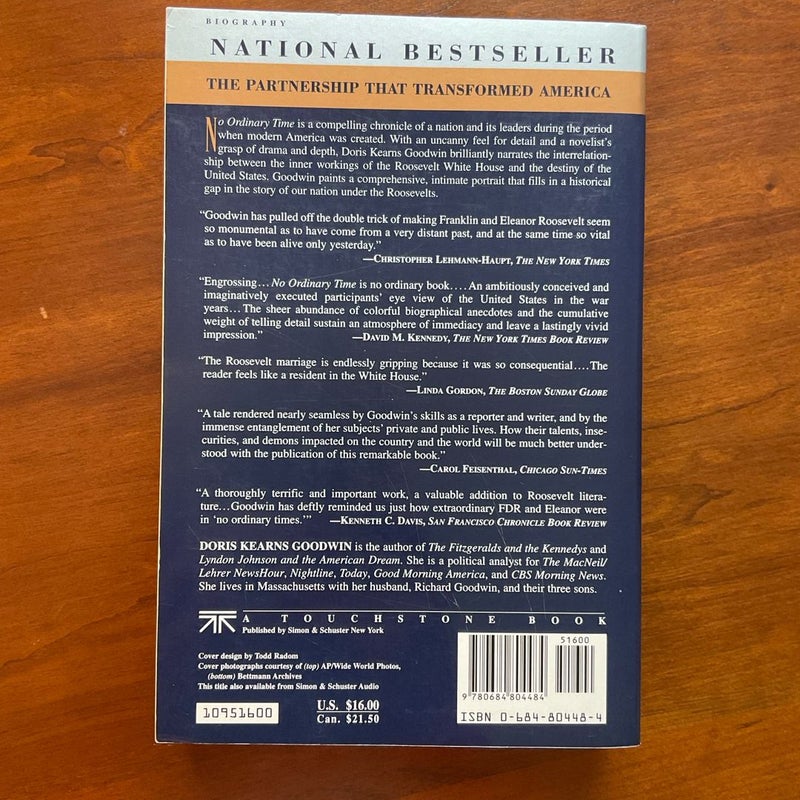 BIOGRAPHY
NATIONAL BESTSELLER
THE PARTNERSHIP THAT TRANSFORMED AMERICA
No Ordinary Time is a compelling chronicle of a nation and its leaders during the period
when modern America was created. With an uncanny feel for detail and a novelist's
grasp of drama and depth, Doris Kearns Goodwin brilliantly narrates the interrelation-
ship between the inner workings of the Roosevelt White House and the destiny of the
United States. Goodwin paints a comprehensive, intimate portrait that fills in a historical
gap in the story of our nation under the Roosevelts.
“Goodwin has pulled off the double trick of making Franklin and Eleanor Roosevelt seem
so monumental as to have come from a very distant past, and at the same time so vital
as to have been alive only yesterday.”
—CHRISTOPHER LEHMANN-HAUPT, THE NEW YORK TIMES
“Engrossing...No Ordinary Time is no ordinary book....An ambitiously conceived and
imaginatively executed participants' eye view of the United States in the war
years...The sheer abundance of colorful biographical anecdotes and the cumulative
weight of telling detail sustain an atmosphere of immediacy and leave a lastingly vivid
impression.” —DAVID M. KENNEDY, THE NEW YORK TIMES BOOK REVIEW
“The Roosevelt marriage is endlessly gripping because it was so consequential....The
reader feels like a resident in the White House.”
—LINDA GORDON, THE BOSTON SUNDAY GLOBE
“A tale rendered nearly seamless by Goodwin's skills as a reporter and writer, and by the
immense entanglement of her subjects' private and public lives. How their talents, inse-
curities, and demons impacted on the country and the world will be much better under-
stood with the publication of this remarkable book.”
—CAROL FEISENTHAL, CHICAGO SUN-TIMES
“A thoroughly terrific and important work, a valuable addition to Roosevelt litera-
ture...Goodwin has deftly reminded us just how extraordinary FDR and Eleanor were
in ‘no ordinary times.’” —KENNETH C. DAVIS, SAN FRANCISCO CHRONICLE BOOK REVIEW
DORIS KEARNS GOODWIN is the author of The Fitzgeralds and the Kennedys and
Lyndon Johnson and the American Dream. She is a political analyst for The MacNeil/
Lehrer NewsHour, Nightline, Today, Good Morning America, and CBS Morning News.
She lives in Massachusetts with her husband, Richard Goodwin, and their three sons.
A TOUCHSTONE BOOK
Published by Simon & Schuster New York
Cover design by Todd Radom
Cover photographs courtesy of (top) AP/Wide World Photos,
(bottom) Bettmann Archives
This title also available from Simon & Schuster Audio
10951600
U.S. $16.00
Can. $21.50
51600
9 780684 804484
ISBN 0-684-80448-4